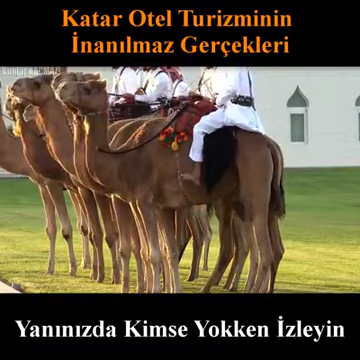 Katar Otel Turizminin
İnanılmaz Gerçekleri
Yanınızda Kimse Yokken İzleyin